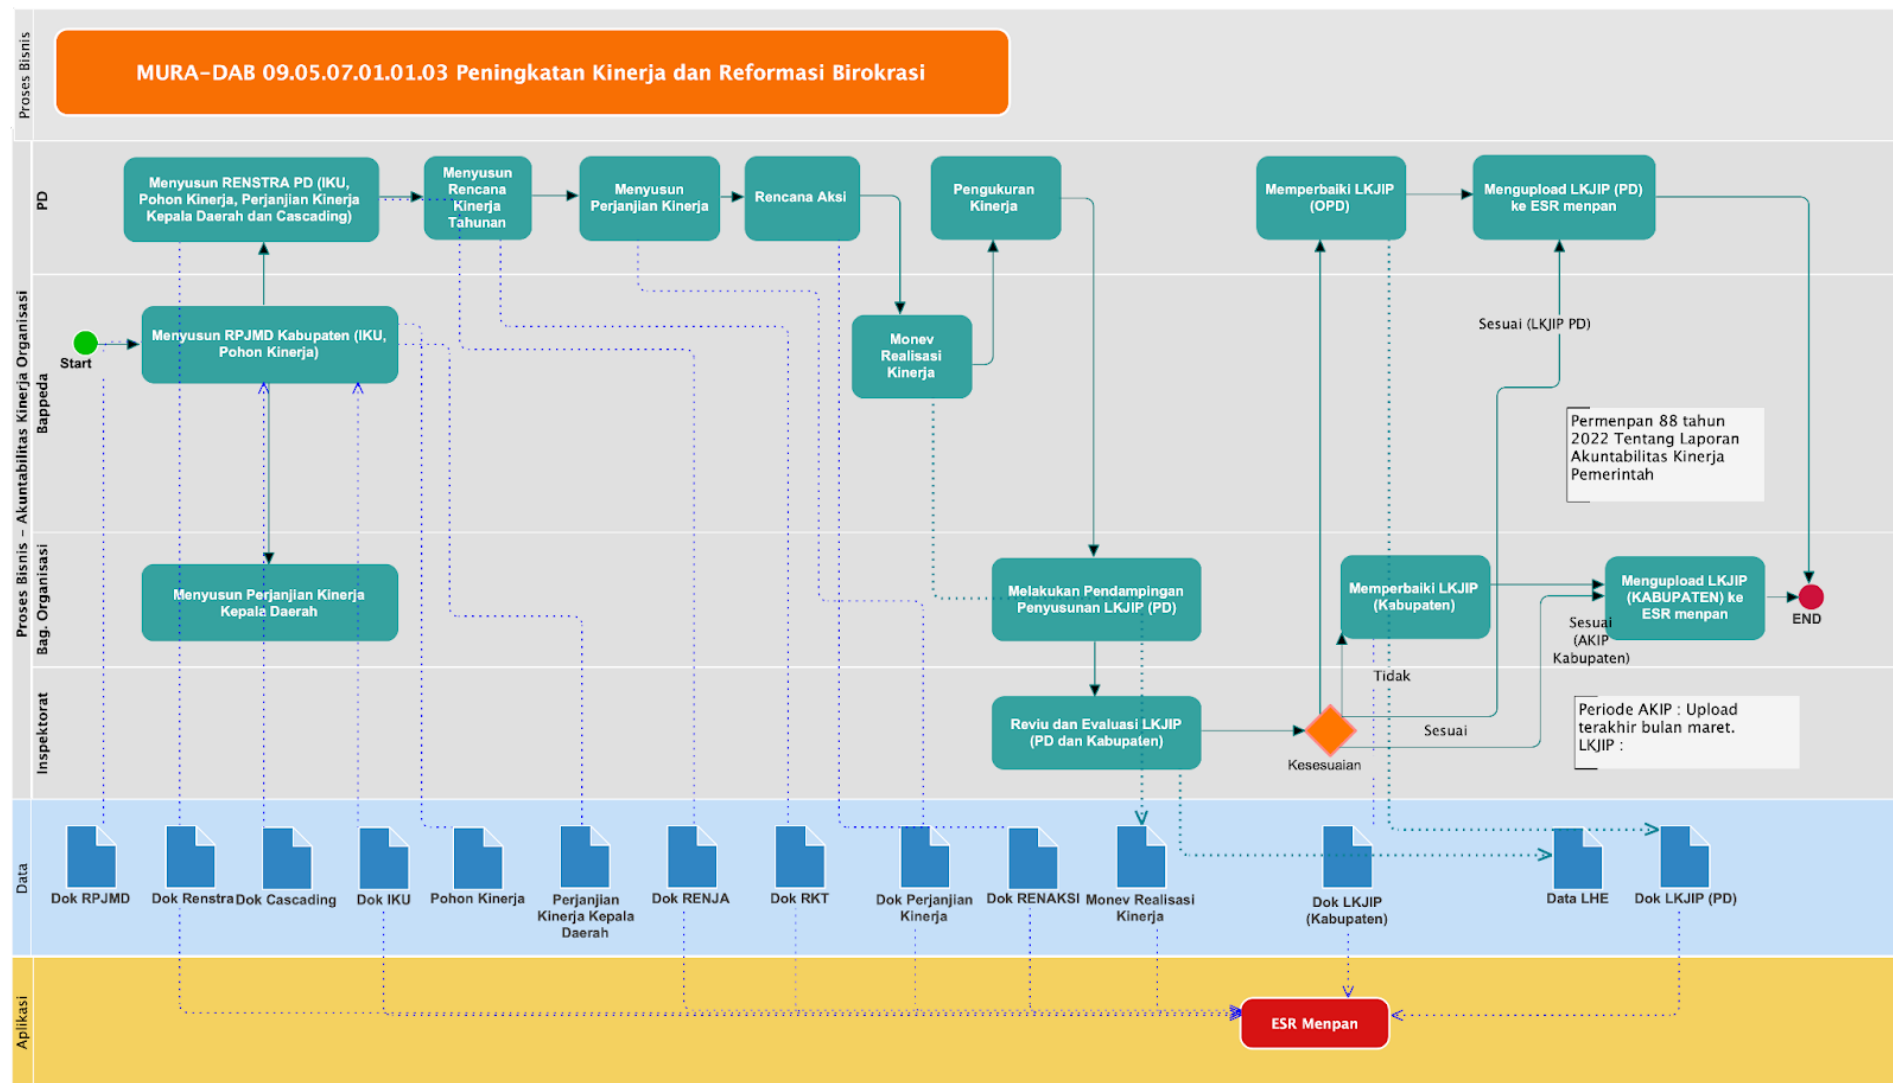 Proses Bisnis
MURA-DAB 09.05.07.01.01.03 Peningkatan Kinerja dan Reformasi Birokrasi
Proses Bisnis - Akuntabilitas Kinerja Organisasi
PD
Menyusun RENSTRA PD (IKU,
Pohon Kinerja, Perjanjian Kinerja
Kepala Daerah dan Cascading)
Menyusun
Rencana
Kinerja
Tahunan
Menyusun
Perjanjian Kinerja
Rencana Aksi
Pengukuran
Kinerja
Memperbaiki LKJIP
(OPD)
Mengupload LKJIP (PD)
ke ESR menpan
Bappeda
Start
Menyusun RPJMD Kabupaten (IKU,
Pohon Kinerja)
Monev
Realisasi
Kinerja
Sesuai (LKJIP PD)
Permenpan 88 tahun
2022 Tentang Laporan
Akuntabilitas Kinerja
Pemerintah
Bag. Organisasi
Menyusun Perjanjian Kinerja
Kepala Daerah
Melakukan Pendampingan
Penyusunan LKJIP (PD)
Memperbaiki LKJIP
(Kabupaten)
Mengupload LKJIP
(KABUPATEN) ke
ESR menpan
END
Sesuai
(AKIP
Kabupaten)
Tidak
Inspektorat
Reviu dan Evaluasi LKJIP
(PD dan Kabupaten)
Kesesuaian
Sesuai
Periode AKIP : Upload
terakhir bulan maret.
LKJIP :
Data
Dok RPJMD
Dok Renstra
Dok Cascading
Dok IKU
Pohon Kinerja
Perjanjian
Kinerja Kepala
Daerah
Dok RENJA
Dok RKT
Dok Perjanjian
Kinerja
Dok RENAKSI
Monev Realisasi
Kinerja
Dok LKJIP
(Kabupaten)
Data LHE
Dok LKJIP (PD)
Aplikasi
ESR Menpan